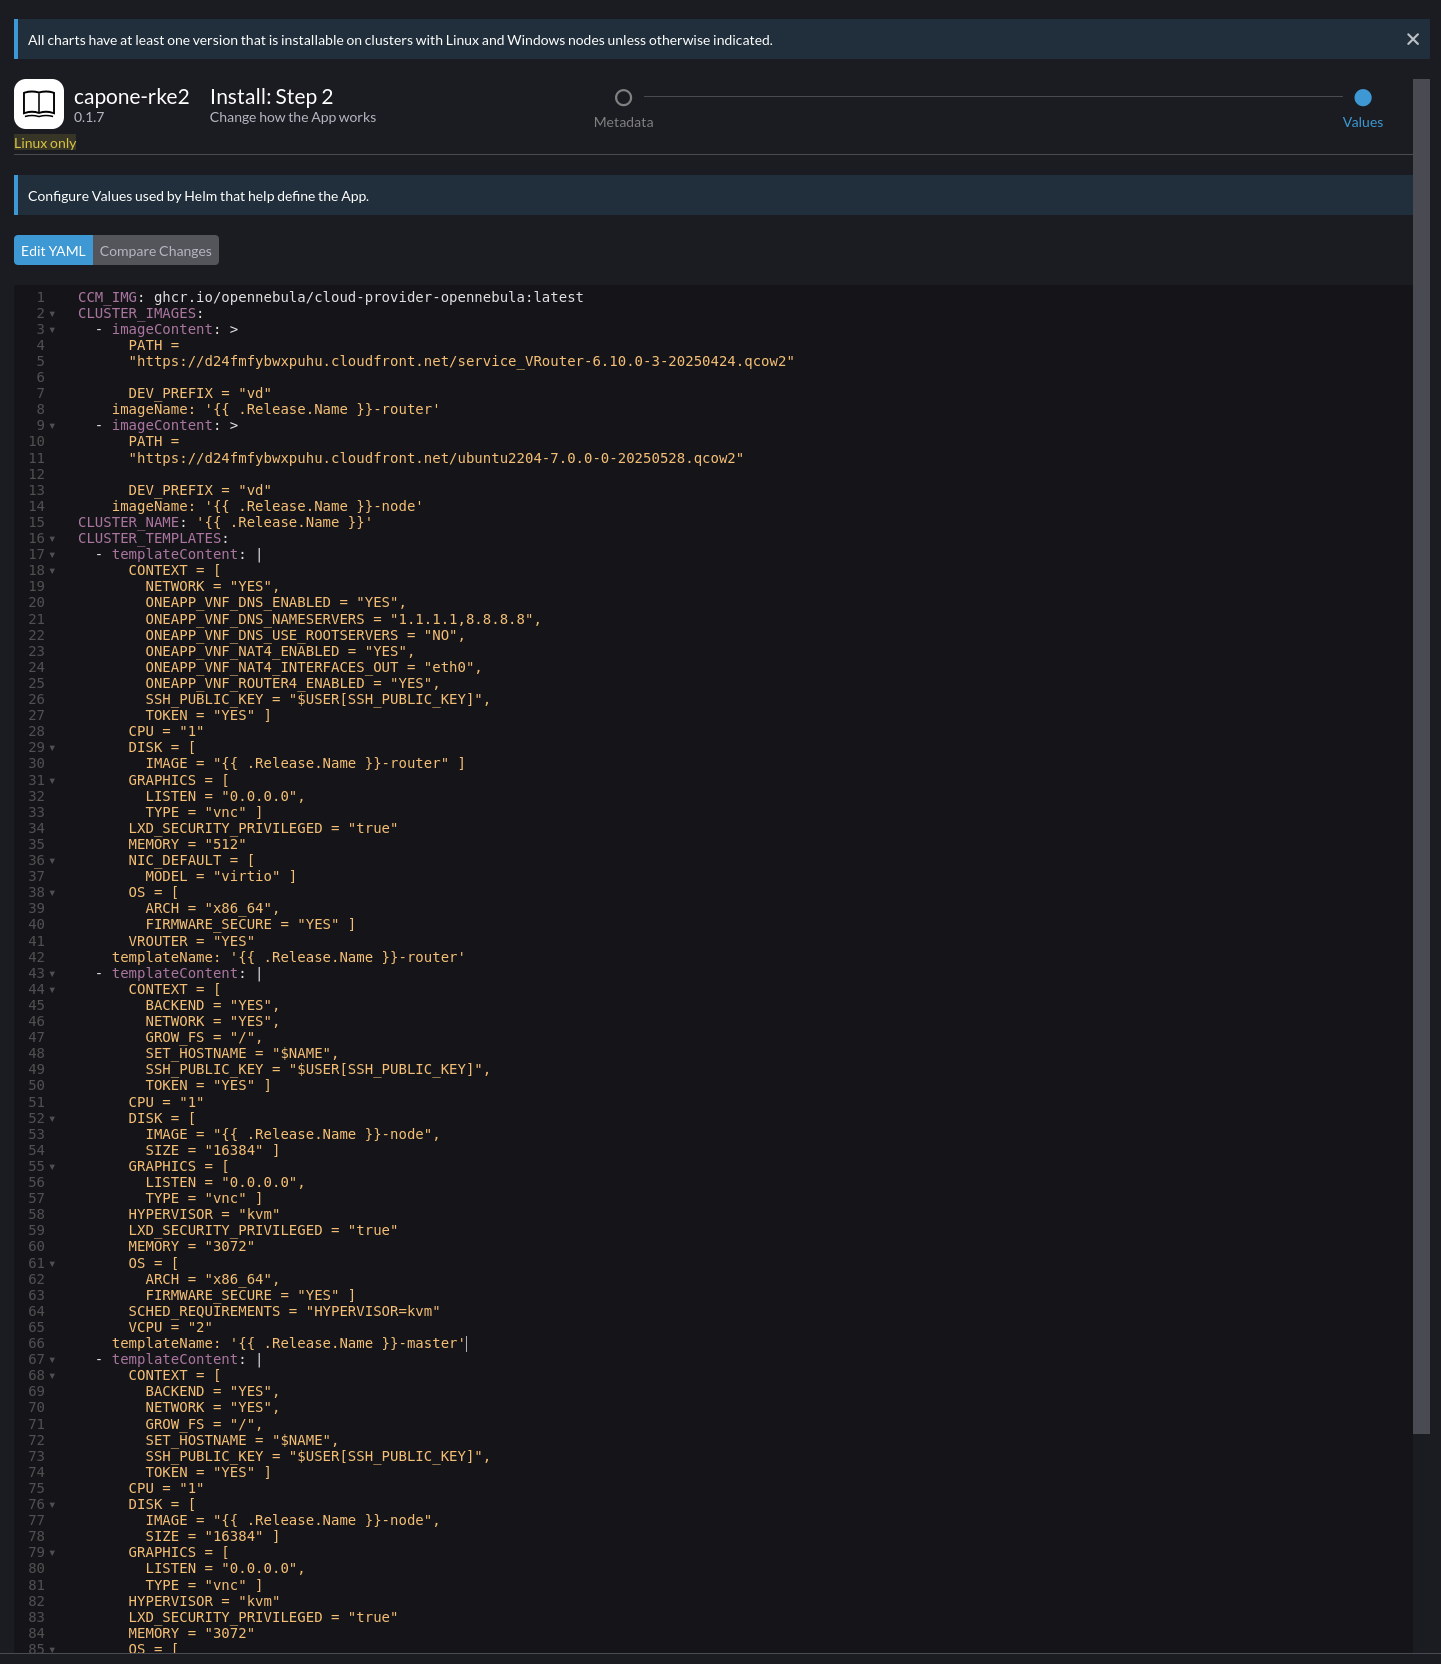 All charts have at least one version that is installable on clusters with Linux and Windows nodes unless otherwise indicated.
capone-rke2
0.1.7
Linux only
Install: Step 2
Change how the App works
Metadata
Values
Configure Values used by Helm that help define the App.
Edit YAML
Compare Changes
1 CCM_IMG: ghcr.io/opennebula/cloud-provider-opennebula:latest
2 CLUSTER_IMAGES:
3 - imageContent: >
4 PATH =
5 "https://d24fmfybwxpuhu.cloudfront.net/service_VRouter-6.10.0-3-20250424.qcow2"
6
7 DEV_PREFIX = "vd"
8 imageName: '{{ .Release.Name }}-router'
9 - imageContent: >
10 PATH =
11 "https://d24fmfybwxpuhu.cloudfront.net/ubuntu2204-7.0.0-0-20250528.qcow2"
12
13 DEV_PREFIX = "vd"
14 imageName: '{{ .Release.Name }}-node'
15 CLUSTER_NAME: '{{ .Release.Name }}'
16 CLUSTER_TEMPLATES:
17 - templateContent: |
18 CONTEXT = [
19 NETWORK = "YES",
20 ONEAPP_VNF_DNS_ENABLED = "YES",
21 ONEAPP_VNF_DNS_NAMESERVERS = "1.1.1.1,8.8.8.8",
22 ONEAPP_VNF_DNS_USE_ROOTSERVERS = "NO",
23 ONEAPP_VNF_NAT4_ENABLED = "YES",
24 ONEAPP_VNF_NAT4_INTERFACES_OUT = "eth0",
25 ONEAPP_VNF_ROUTER4_ENABLED = "YES",
26 SSH_PUBLIC_KEY = "$USER[SSH_PUBLIC_KEY]",
27 TOKEN = "YES" ]
28 CPU = "1"
29 DISK = [
30 IMAGE = "{{ .Release.Name }}-router" ]
31 GRAPHICS = [
32 LISTEN = "0.0.0.0",
33 TYPE = "vnc" ]
34 LXD_SECURITY_PRIVILEGED = "true"
35 MEMORY = "512"
36 NIC_DEFAULT = [
37 MODEL = "virtio" ]
38 OS = [
39 ARCH = "x86_64",
40 FIRMWARE_SECURE = "YES" ]
41 VROUTER = "YES"
42 templateName: '{{ .Release.Name }}-router'
43 - templateContent: |
44 CONTEXT = [
45 BACKEND = "YES",
46 NETWORK = "YES",
47 GROW_FS = "/",
48 SET_HOSTNAME = "$NAME",
49 SSH_PUBLIC_KEY = "$USER[SSH_PUBLIC_KEY]",
50 TOKEN = "YES" ]
51 CPU = "1"
52 DISK = [
53 IMAGE = "{{ .Release.Name }}-node",
54 SIZE = "16384" ]
55 GRAPHICS = [
56 LISTEN = "0.0.0.0",
57 TYPE = "vnc" ]
58 HYPERVISOR = "kvm"
59 LXD_SECURITY_PRIVILEGED = "true"
60 MEMORY = "3072"
61 OS = [
62 ARCH = "x86_64",
63 FIRMWARE_SECURE = "YES" ]
64 SCHED_REQUIREMENTS = "HYPERVISOR=kvm"
65 VCPU = "2"
66 templateName: '{{ .Release.Name }}-master'
67 - templateContent: |
68 CONTEXT = [
69 BACKEND = "YES",
70 NETWORK = "YES",
71 GROW_FS = "/",
72 SET_HOSTNAME = "$NAME",
73 SSH_PUBLIC_KEY = "$USER[SSH_PUBLIC_KEY]",
74 TOKEN = "YES" ]
75 CPU = "1"
76 DISK = [
77 IMAGE = "{{ .Release.Name }}-node",
78 SIZE = "16384" ]
79 GRAPHICS = [
80 LISTEN = "0.0.0.0",
81 TYPE = "vnc" ]
82 HYPERVISOR = "kvm"
83 LXD_SECURITY_PRIVILEGED = "true"
84 MEMORY = "3072"
85 OS = [